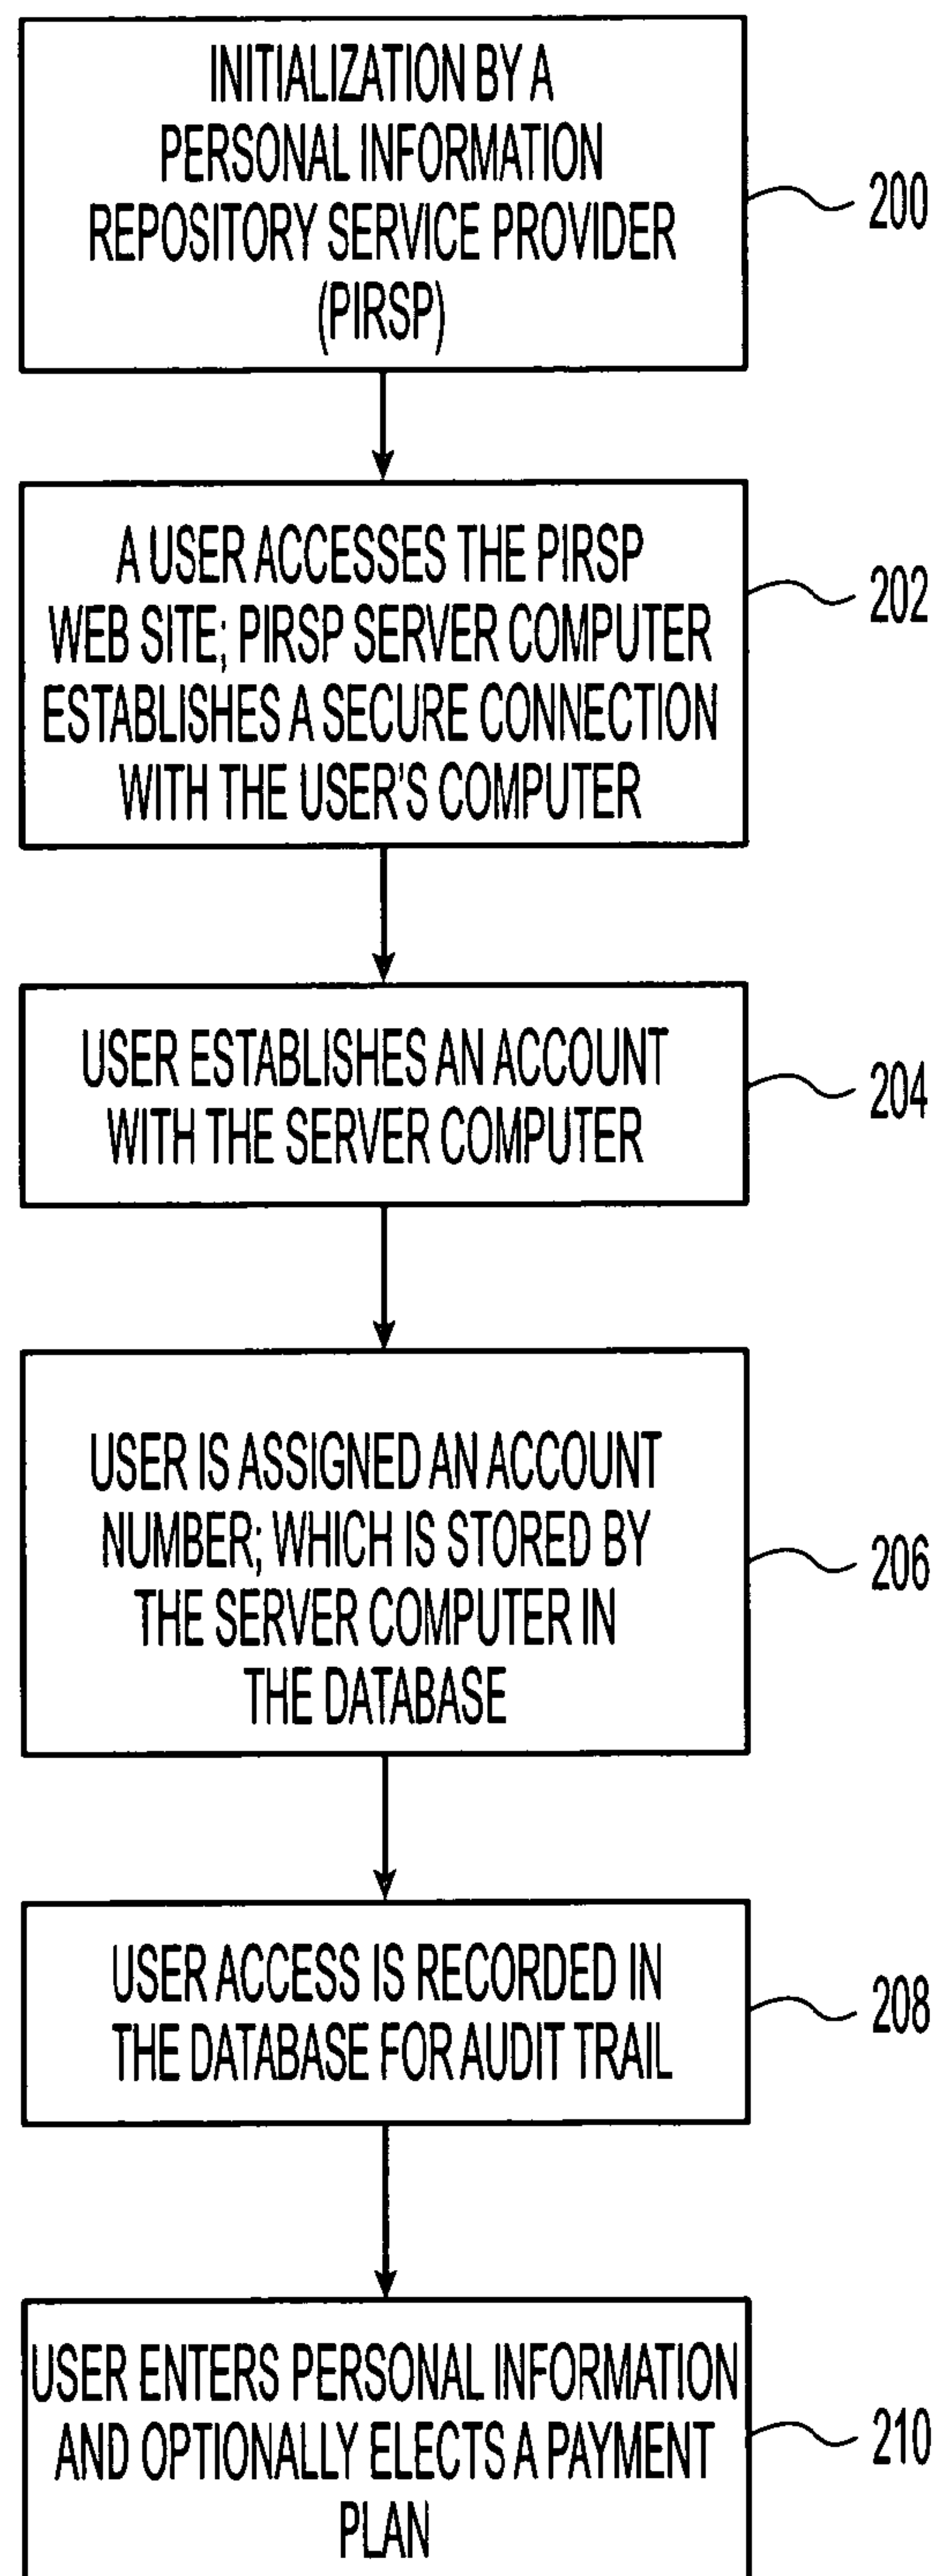 INITIALIZATION BY A
PERSONAL INFORMATION
REPOSITORY SERVICE PROVIDER
(PIRSP)
200
A USER ACCESSES THE PIRSP
WEB SITE; PIRSP SERVER COMPUTER
ESTABLISHES A SECURE CONNECTION
WITH THE USER'S COMPUTER
202
USER ESTABLISHES AN ACCOUNT
WITH THE SERVER COMPUTER
204
USER IS ASSIGNED AN ACCOUNT
NUMBER; WHICH IS STORED BY
THE SERVER COMPUTER IN
THE DATABASE
206
USER ACCESS IS RECORDED IN
THE DATABASE FOR AUDIT TRAIL
208
USER ENTERS PERSONAL INFORMATION
AND OPTIONALLY ELECTS A PAYMENT
PLAN
210